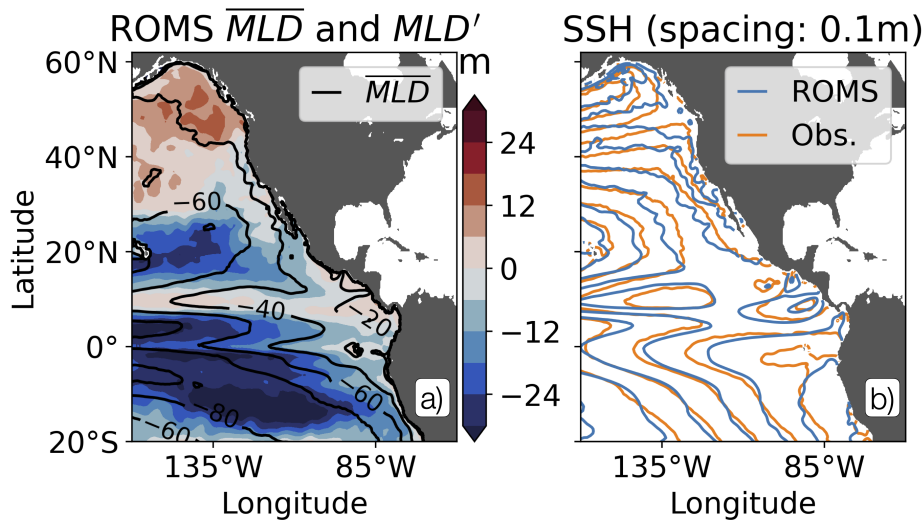 ROMS MLD and MLD′
SSH (spacing: 0.1m)
m
MLD
ROMS
Obs.
60°N
40°N
20°N
0°
20°S
Latitude
−60
−40
−20
−60
−80
−60
24
12
0
−12
−24
a)
b)
135°W
85°W
135°W
85°W
Longitude
Longitude